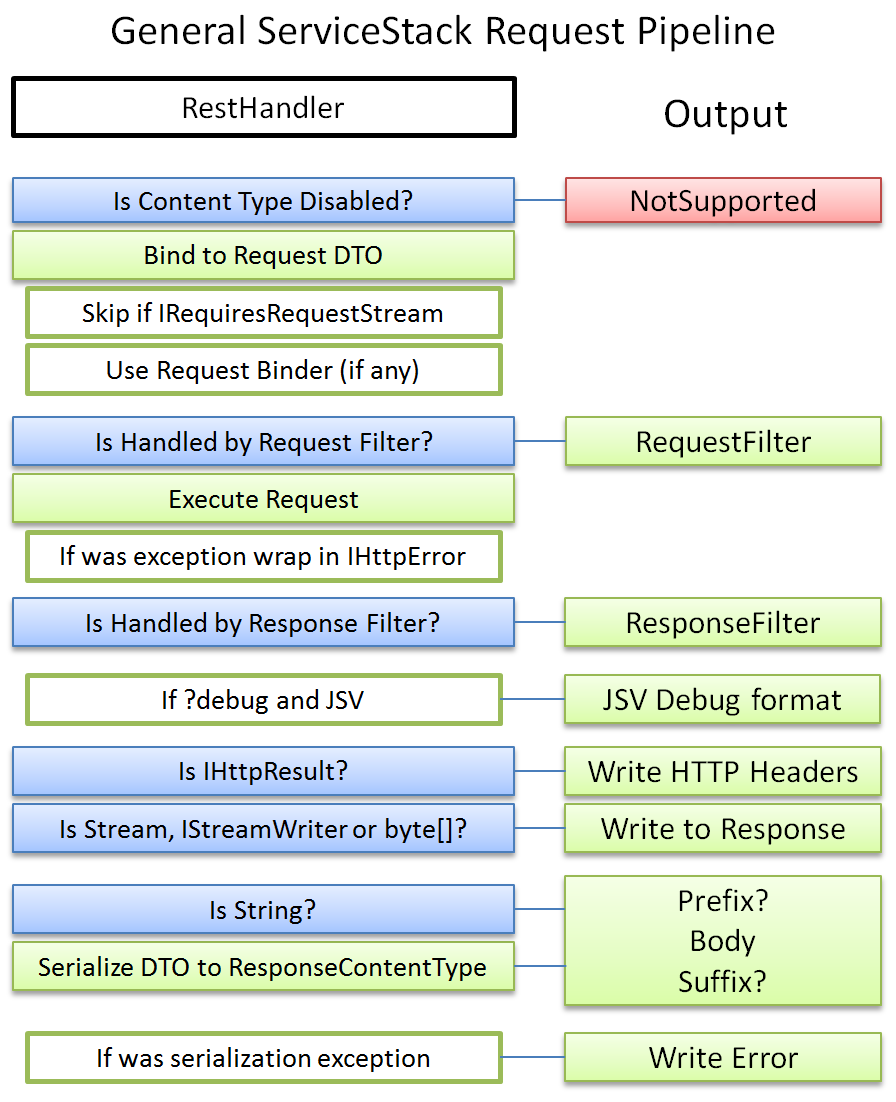 General ServiceStack Request Pipeline
RestHandler
Output
Is Content Type Disabled?
NotSupported
Bind to Request DTO
Skip if IRequiresRequestStream
Use Request Binder (if any)
Is Handled by Request Filter?
RequestFilter
Execute Request
If was exception wrap in IHttpError
Is Handled by Response Filter?
ResponseFilter
If ?debug and JSV
JSV Debug format
Is IHttpResult?
Write HTTP Headers
Is Stream, IStreamWriter or byte[]?
Write to Response
Is String?
Serialize DTO to ResponseContentType
Prefix?
Body
Suffix?
If was serialization exception
Write Error